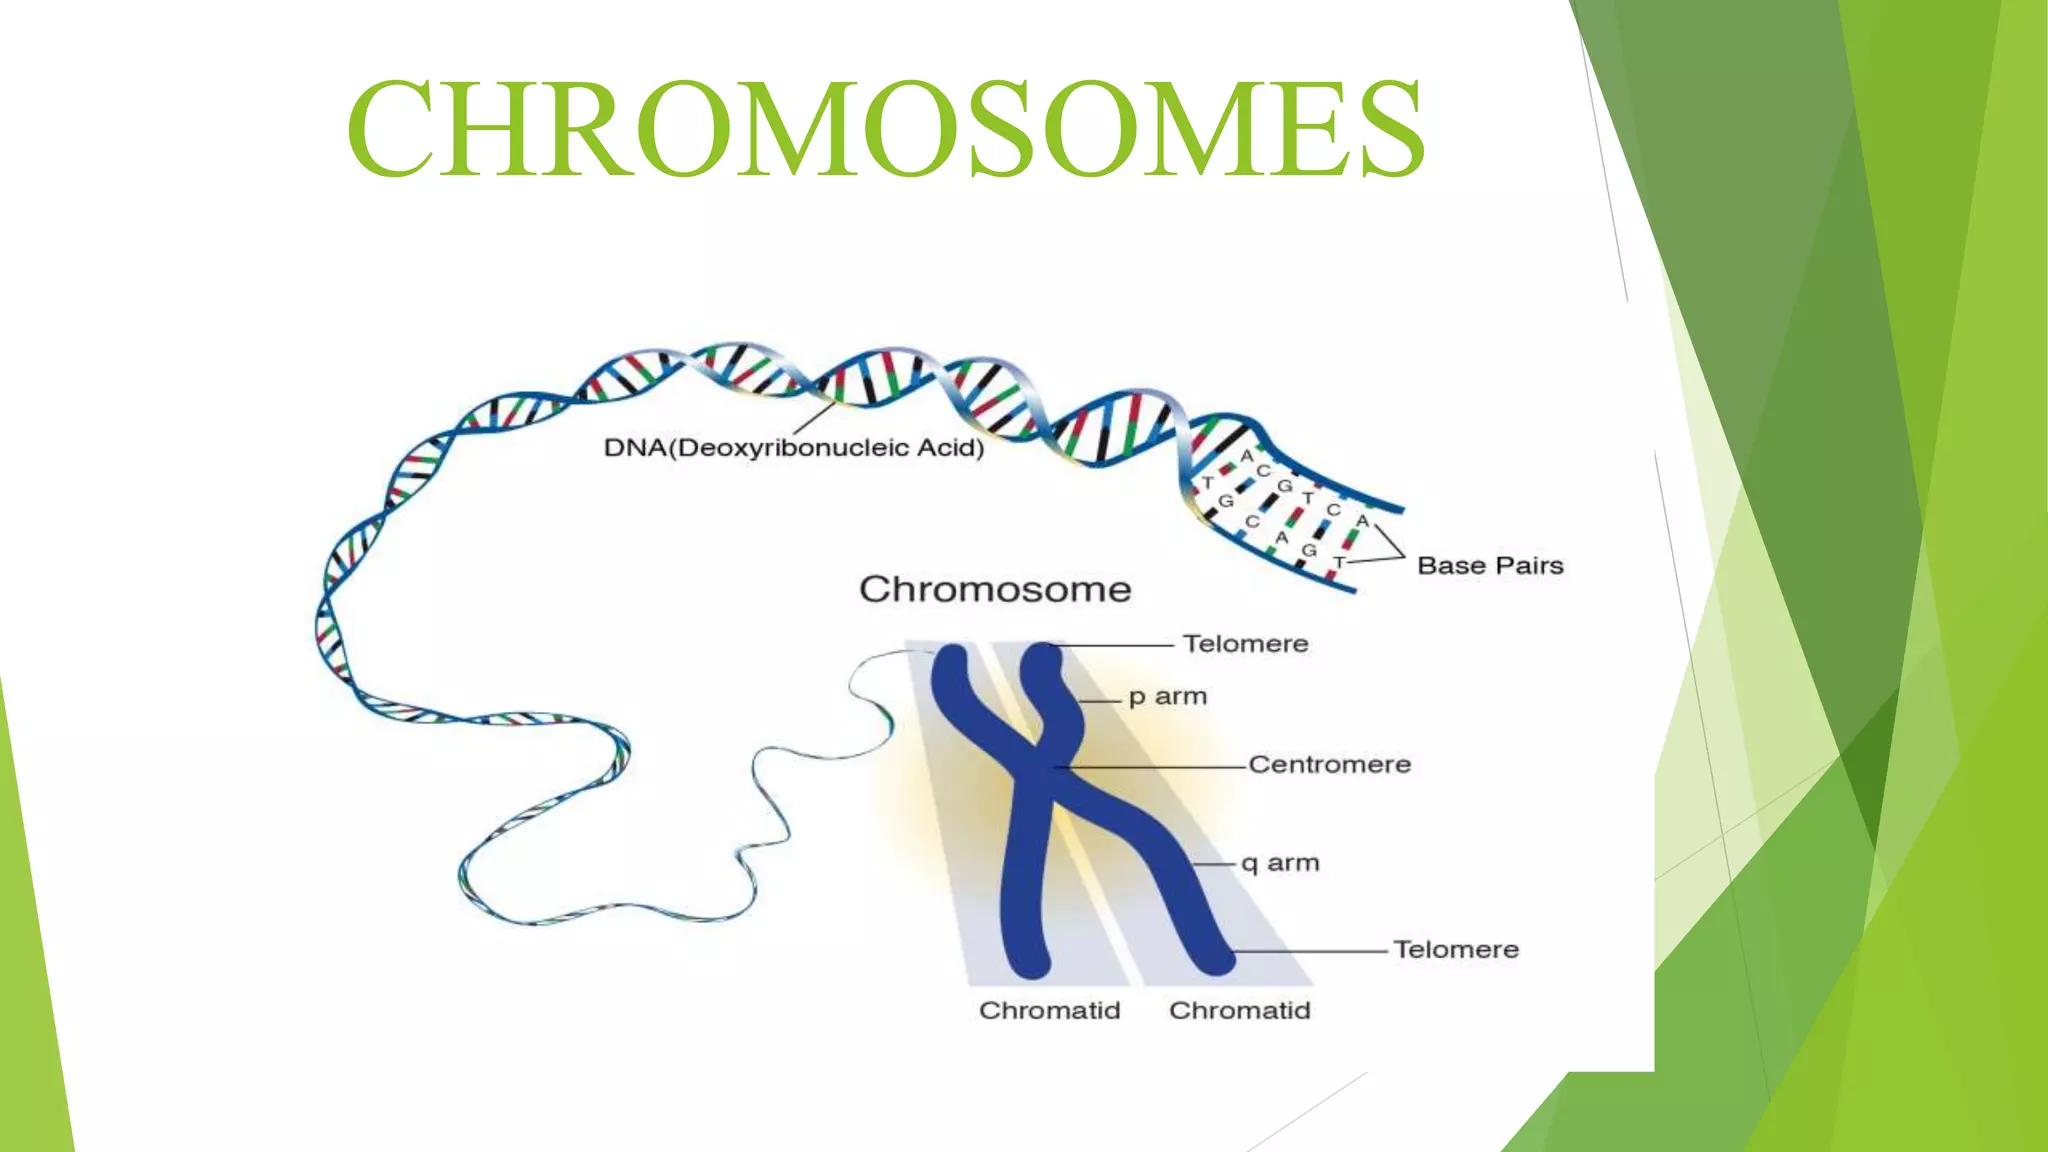 CHROMOSOMES
DNA(Deoxyribonucleic Acid)
A C G T C A
T G C A G T
Base Pairs
Chromosome
Telomere
p arm
Centromere
q arm
Telomere
Chromatid Chromatid